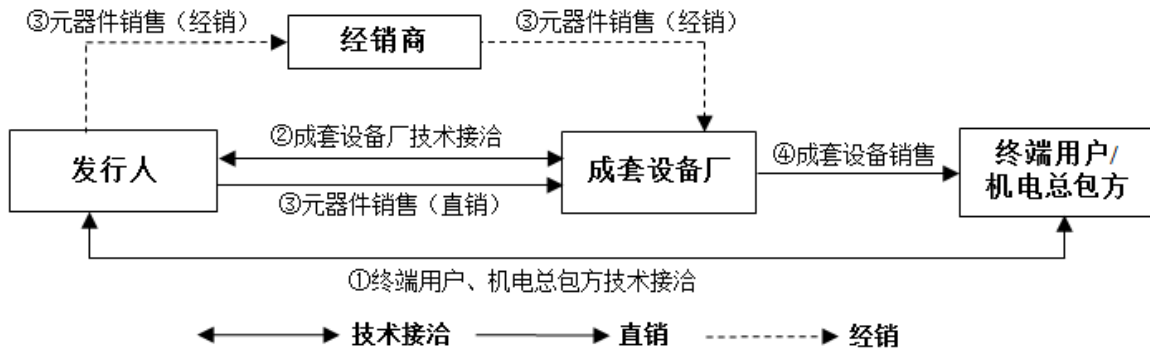 ③元器件销售（经销）
③元器件销售（经销）
经销商
②成套设备厂技术接洽
④成套设备销售
发行人
成套设备厂
终端用户/
机电总包方
③元器件销售（直销）
①终端用户、机电总包方技术接洽
技术接洽
直销
经销